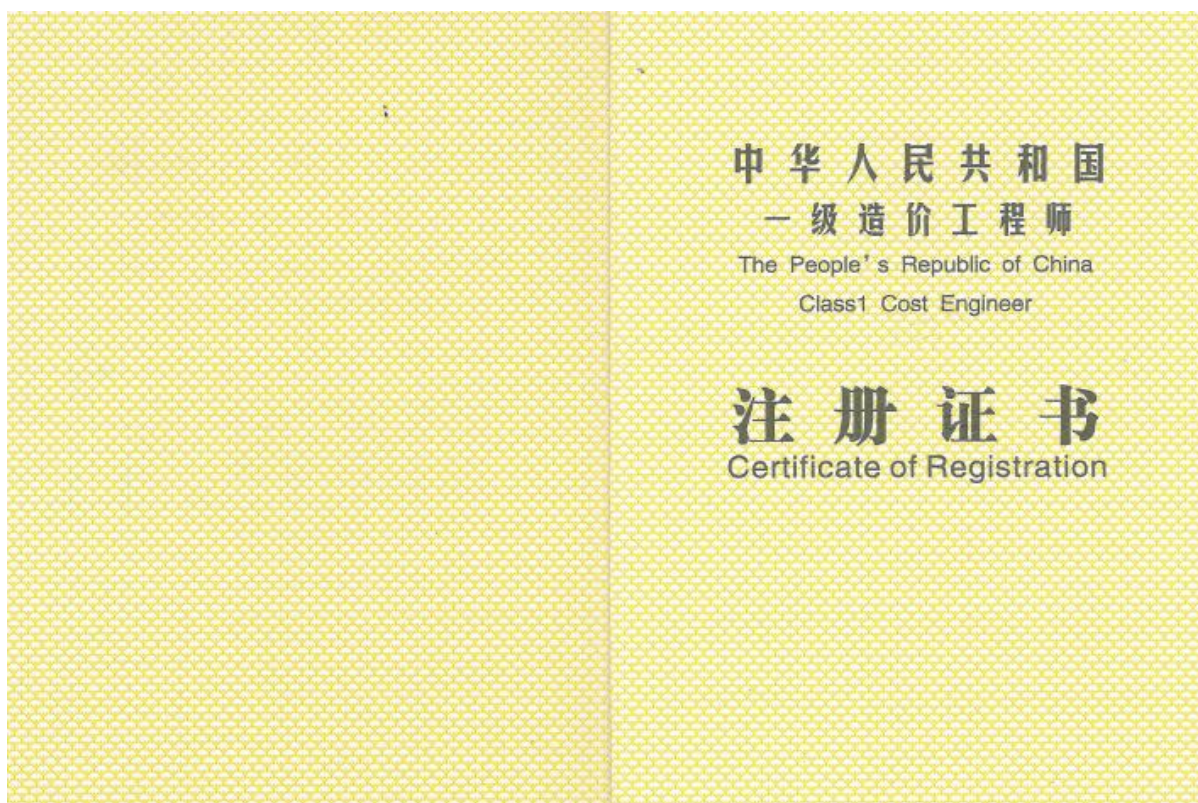 中华人民共和国
一级造价工程师
The People's Republic of China
Class1 Cost Engineer
注册证书
Certificate of Registration